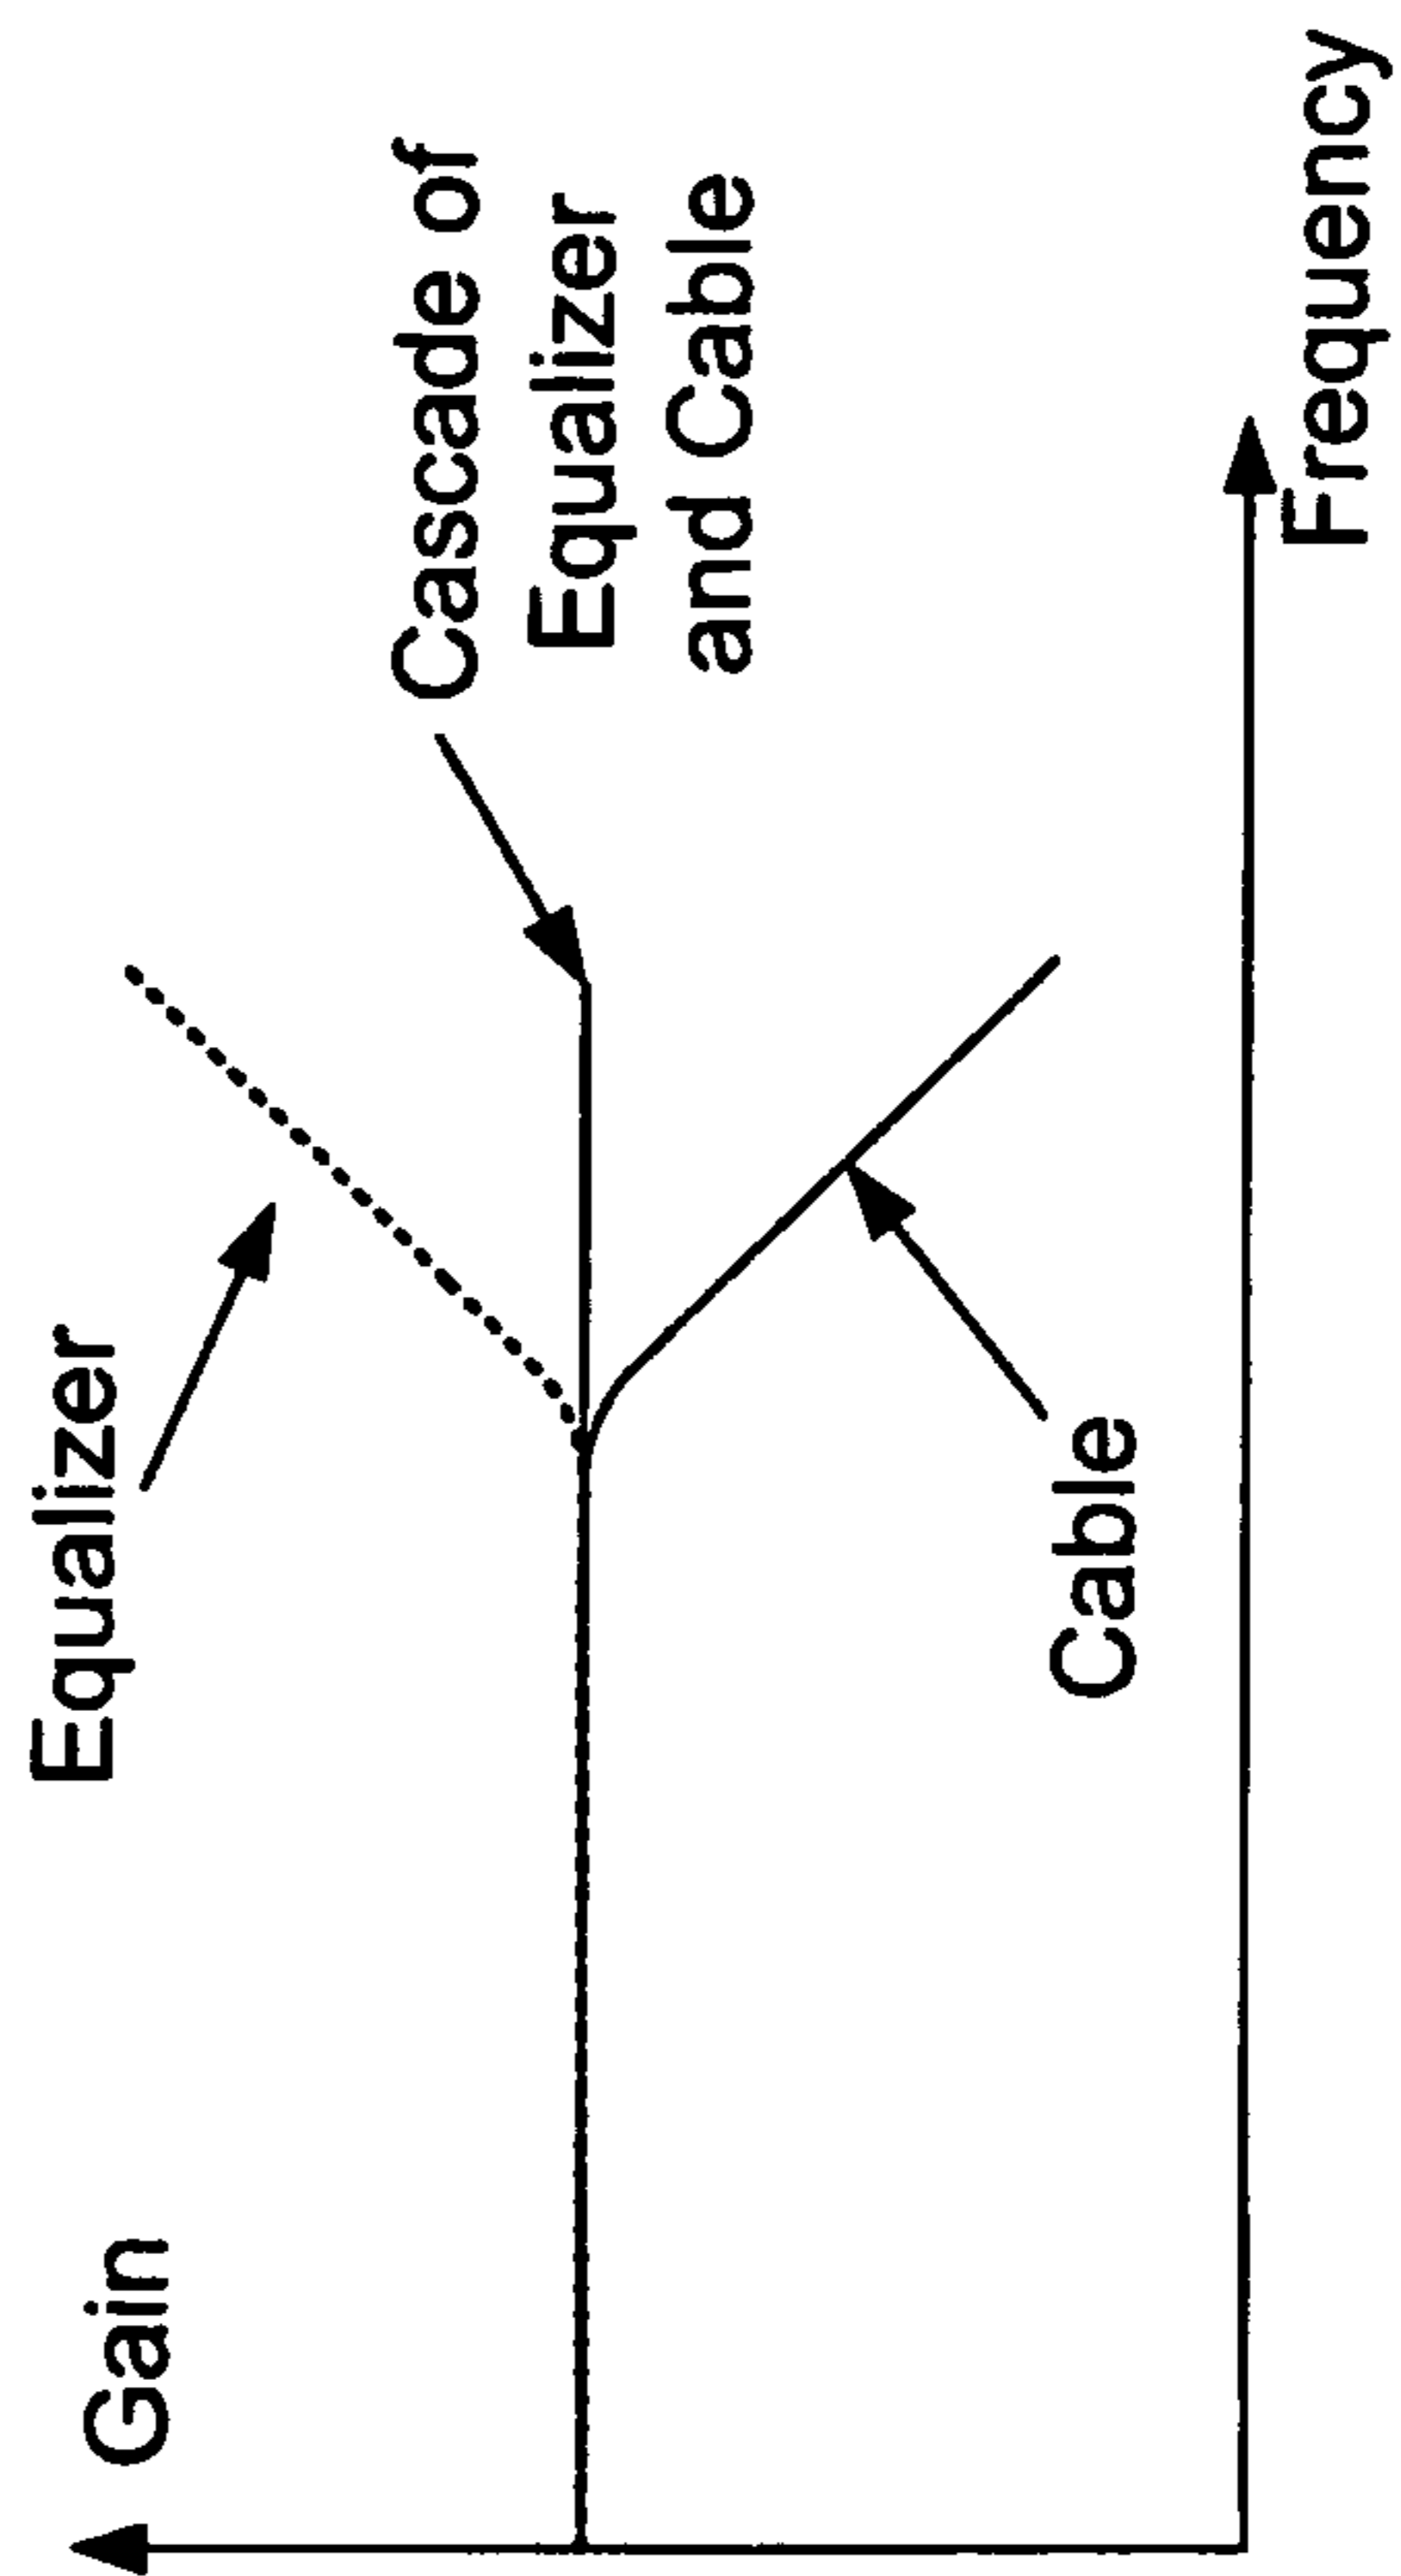 Gain
Equalizer
Cascade of
Equalizer
and Cable
Cable
Frequency